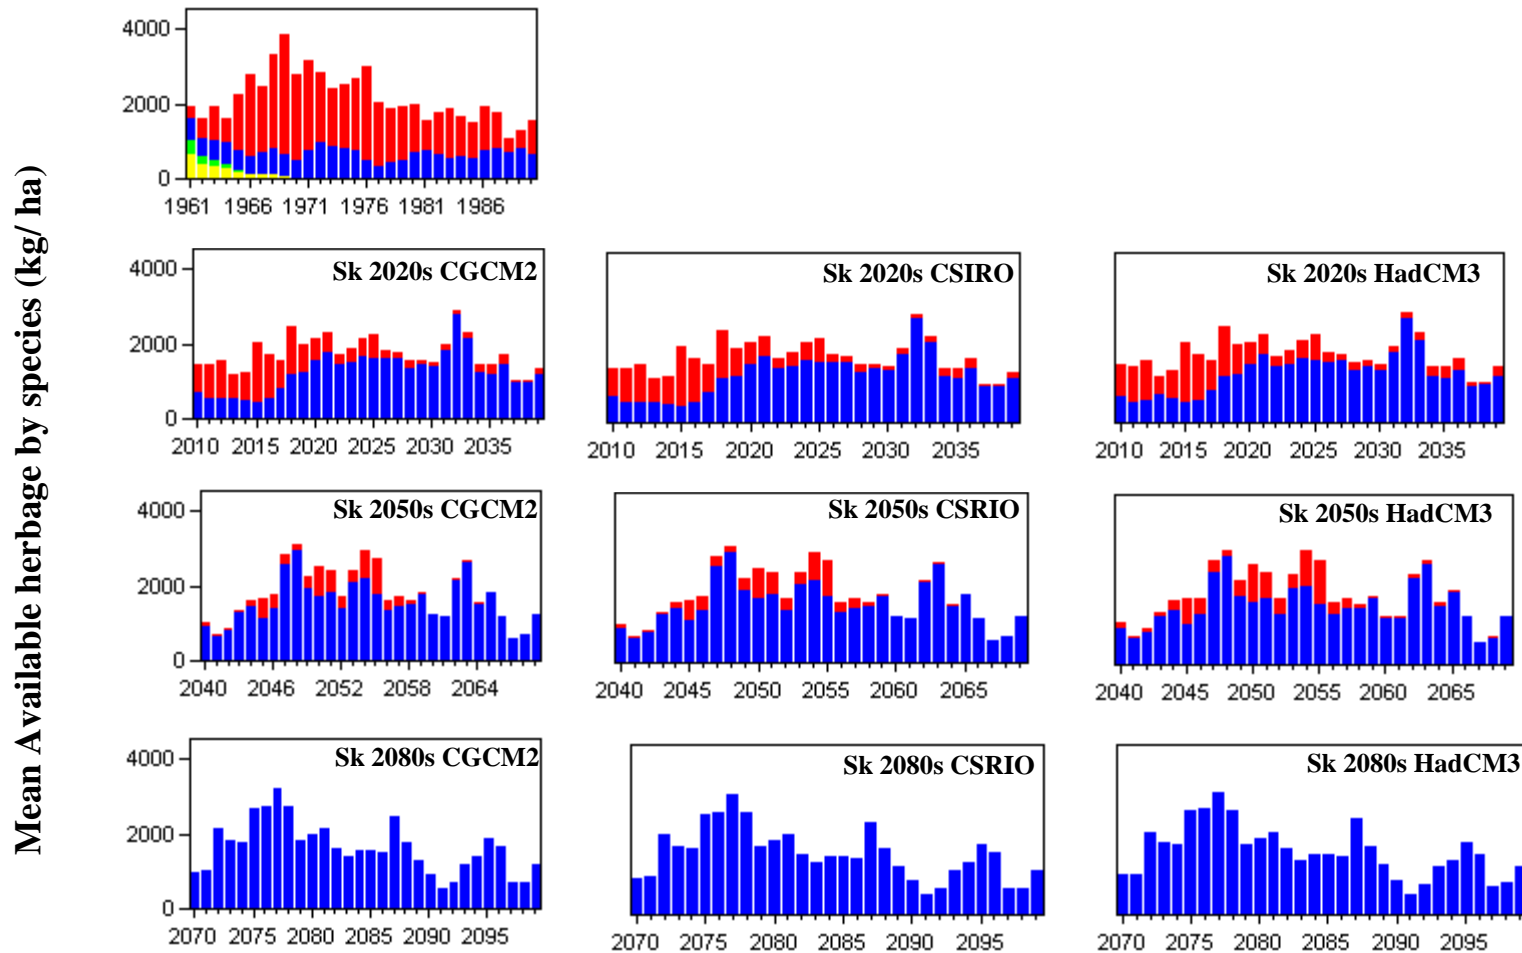 Mean Available herbage by species (kg/ ha)
4000
2000
0
1961 1966 1971 1976 1981 1986
Sk 2020s CGCM2
4000
2000
0
2010 2015 2020 2025 2030 2035
Sk 2020s CSIRO
2010 2015 2020 2025 2030 2035
Sk 2020s HadCM3
2010 2015 2020 2025 2030 2035
Sk 2050s CGCM2
4000
2000
0
2040 2046 2052 2058 2064
Sk 2050s CSRIO
2040 2045 2050 2055 2060 2065
Sk 2050s HadCM3
2040 2045 2050 2055 2060 2065
Sk 2080s CGCM2
4000
2000
0
2070 2075 2080 2085 2090 2095
Sk 2080s CSRIO
2070 2075 2080 2085 2090 2095
Sk 2080s HadCM3
2070 2075 2080 2085 2090 2095